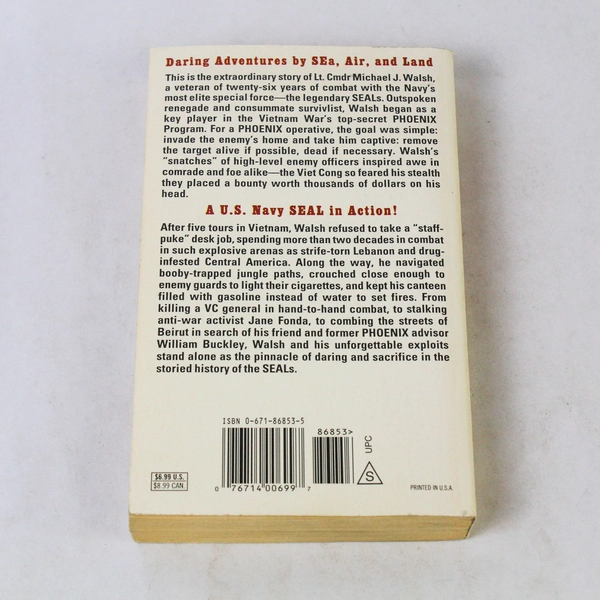 Daring Adventures by SEa, Air, and Land
This is the extraordinary story of Lt. Cmdr Michael J. Walsh,
a veteran of twenty-six years of combat with the Navy's
most elite special force—the legendary SEALs. Outspoken
renegade and consummate survivlist, Walsh began as a
key player in the Vietnam War's top-secret PHOENIX
Program. For a PHOENIX operative, the goal was simple:
invade the enemy's home and take him captive: remove
the target alive if possible, dead if necessary. Walsh's
"snatches" of high-level enemy officers inspired awe in
comrade and foe alike—the Viet Cong so feared his stealth
they placed a bounty worth thousands of dollars on his
head.
A U.S. Navy SEAL in Action!
After five tours in Vietnam, Walsh refused to take a "staff-
puke" desk job, spending more than two decades in combat
in such explosive arenas as strife-torn Lebanon and drug-
infested Central America. Along the way, he navigated
booby-trapped jungle paths, crouched close enough to
enemy guards to light their cigarettes, and kept his canteen
filled with gasoline instead of water to set fires. From
killing a VC general in hand-to-hand combat, to stalking
anti-war activist Jane Fonda, to combing the streets of
Beirut in search of his friend and former PHOENIX advisor
William Buckley, Walsh and his unforgettable exploits
stand alone as the pinnacle of daring and sacrifice in the
storied history of the SEALs.
ISBN 0-671-86853-5
86853>
UPC
S
$6.99 U.S.
$8.99 CAN.
0 76714 00699 7
PRINTED IN U.S.A.